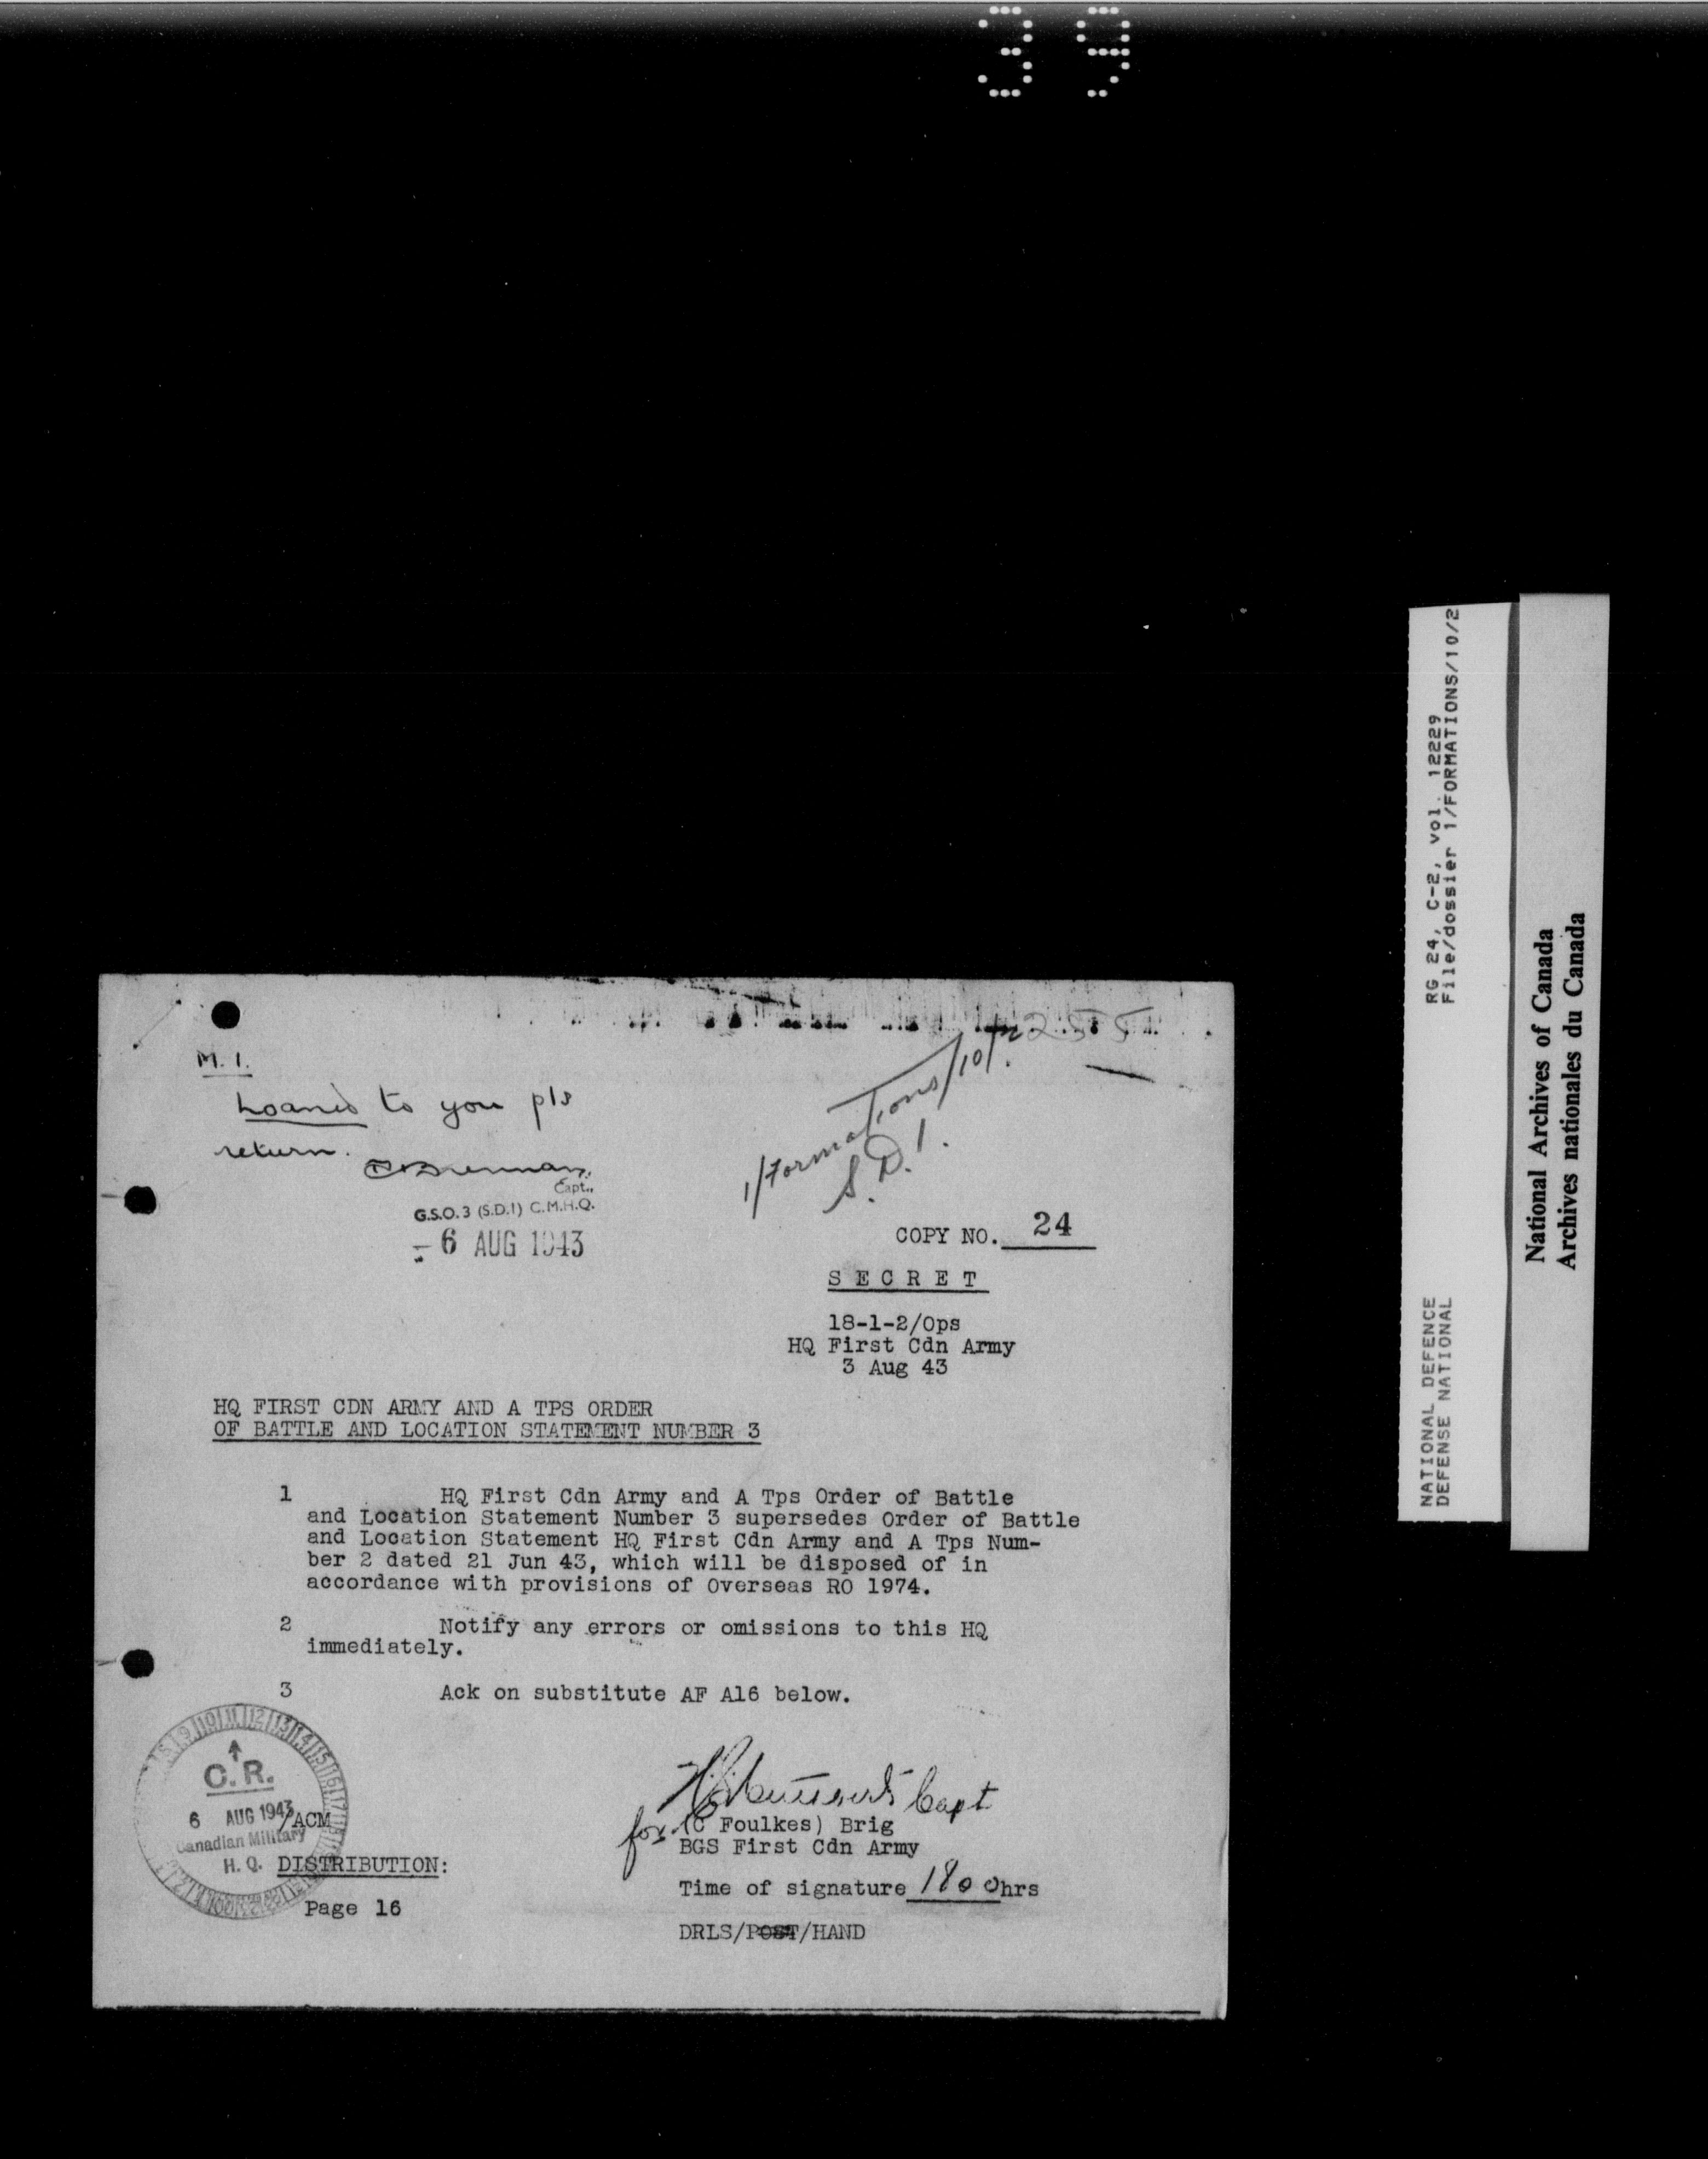 39
M. 1.
Loaned to you pls
return.
Capt.,
G.S.O.3 (S.D.1) C.M.H.Q.
- 6 AUG 1943
2555
1/Formations/10/2
S.D.1.
COPY NO. 24
SECRET
18-1-2/Ops
HQ First Cdn Army
3 Aug 43
HQ FIRST CDN ARMY AND A TPS ORDER
OF BATTLE AND LOCATION STATEMENT NUMBER 3
1 HQ First Cdn Army and A Tps Order of Battle
and Location Statement Number 3 supersedes Order of Battle
and Location Statement HQ First Cdn Army and A Tps Num-
ber 2 dated 21 Jun 43, which will be disposed of in
accordance with provisions of Overseas RO 1974.
2 Notify any errors or omissions to this HQ
immediately.
3 Ack on substitute AF A16 below.
Capt
for (C Foulkes) Brig
BGS First Cdn Army
Time of signature 1800hrs
DRLS/POST/HAND
C.R.
6 AUG 1943
Canadian Military
H. Q.
/ACM
DISTRIBUTION:
Page 16
RG 24, C-2, vol. 12229
File/dossier 1/FORMATIONS/10/2
NATIONAL DEFENCE
DEFENSE NATIONAL
National Archives of Canada
Archives nationales du Canada